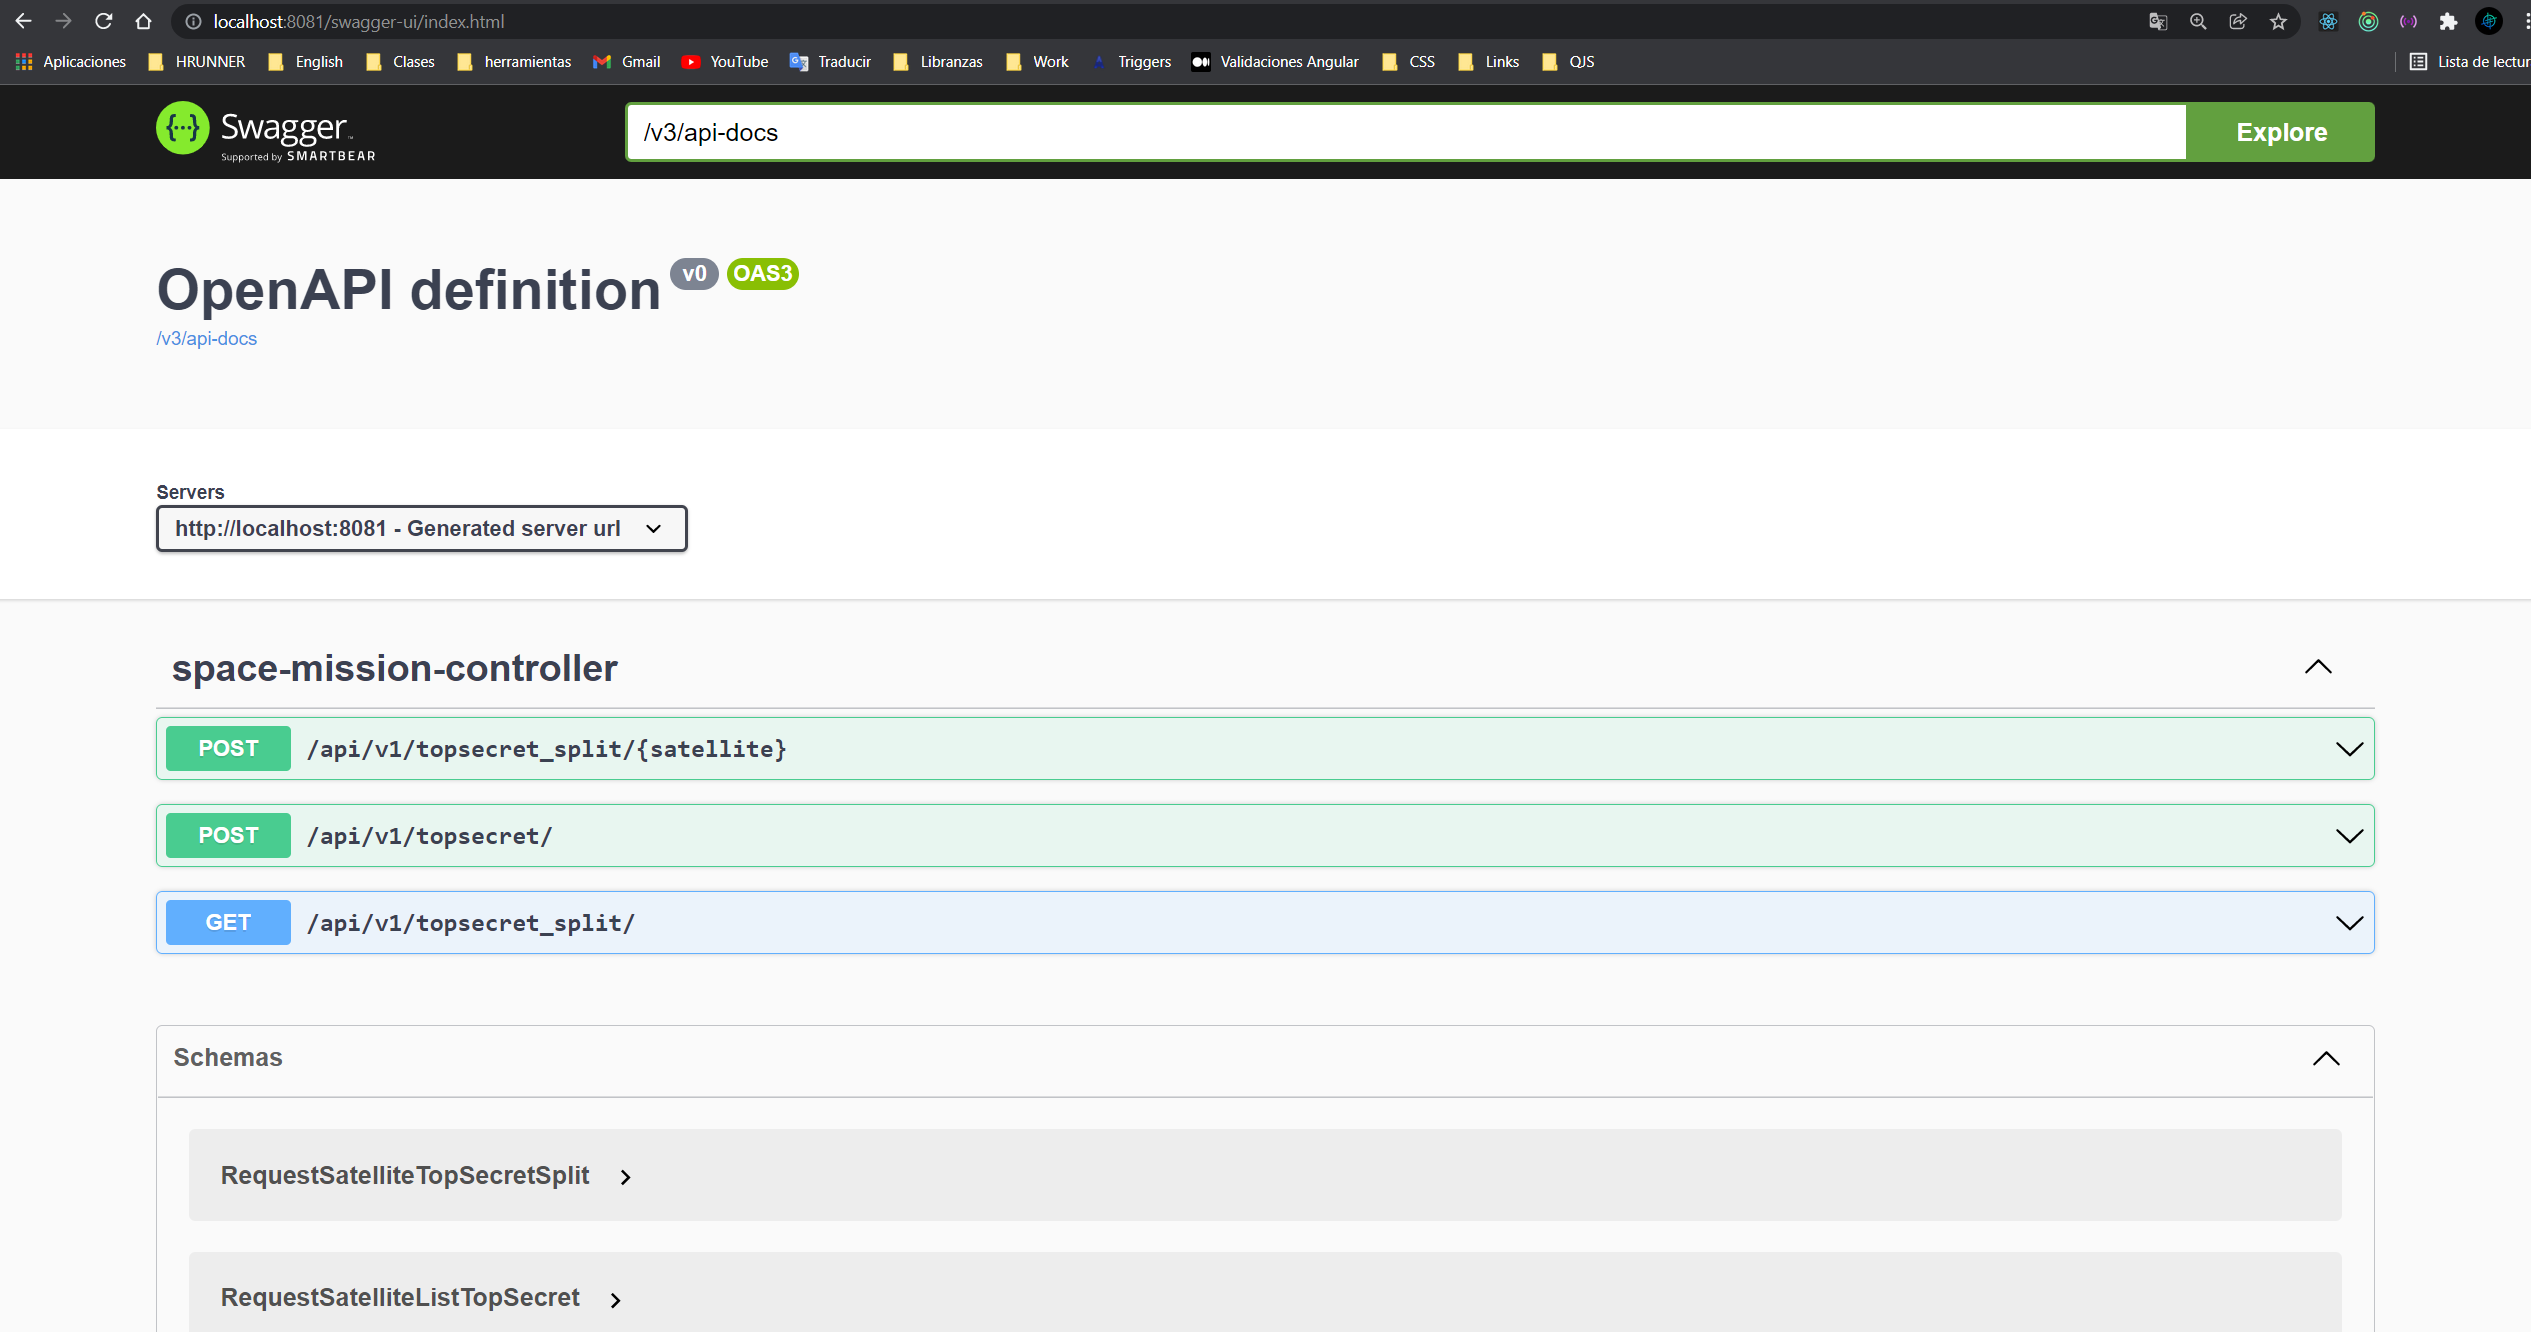 localhost:8081/swagger-ui/index.html
Aplicaciones HRUNNER English Clases herramientas Gmail YouTube Traducir Libranzas Work Triggers Validaciones Angular CSS Links QJS Lista de lectur
Swagger
Supported by SMARTBEAR
/v3/api-docs Explore
OpenAPI definition v0 OAS3
/v3/api-docs
Servers
http://localhost:8081 - Generated server url
space-mission-controller
POST /api/v1/topsecret_split/{satellite}
POST /api/v1/topsecret/
GET /api/v1/topsecret_split/
Schemas
RequestSatelliteTopSecretSplit
RequestSatelliteListTopSecret